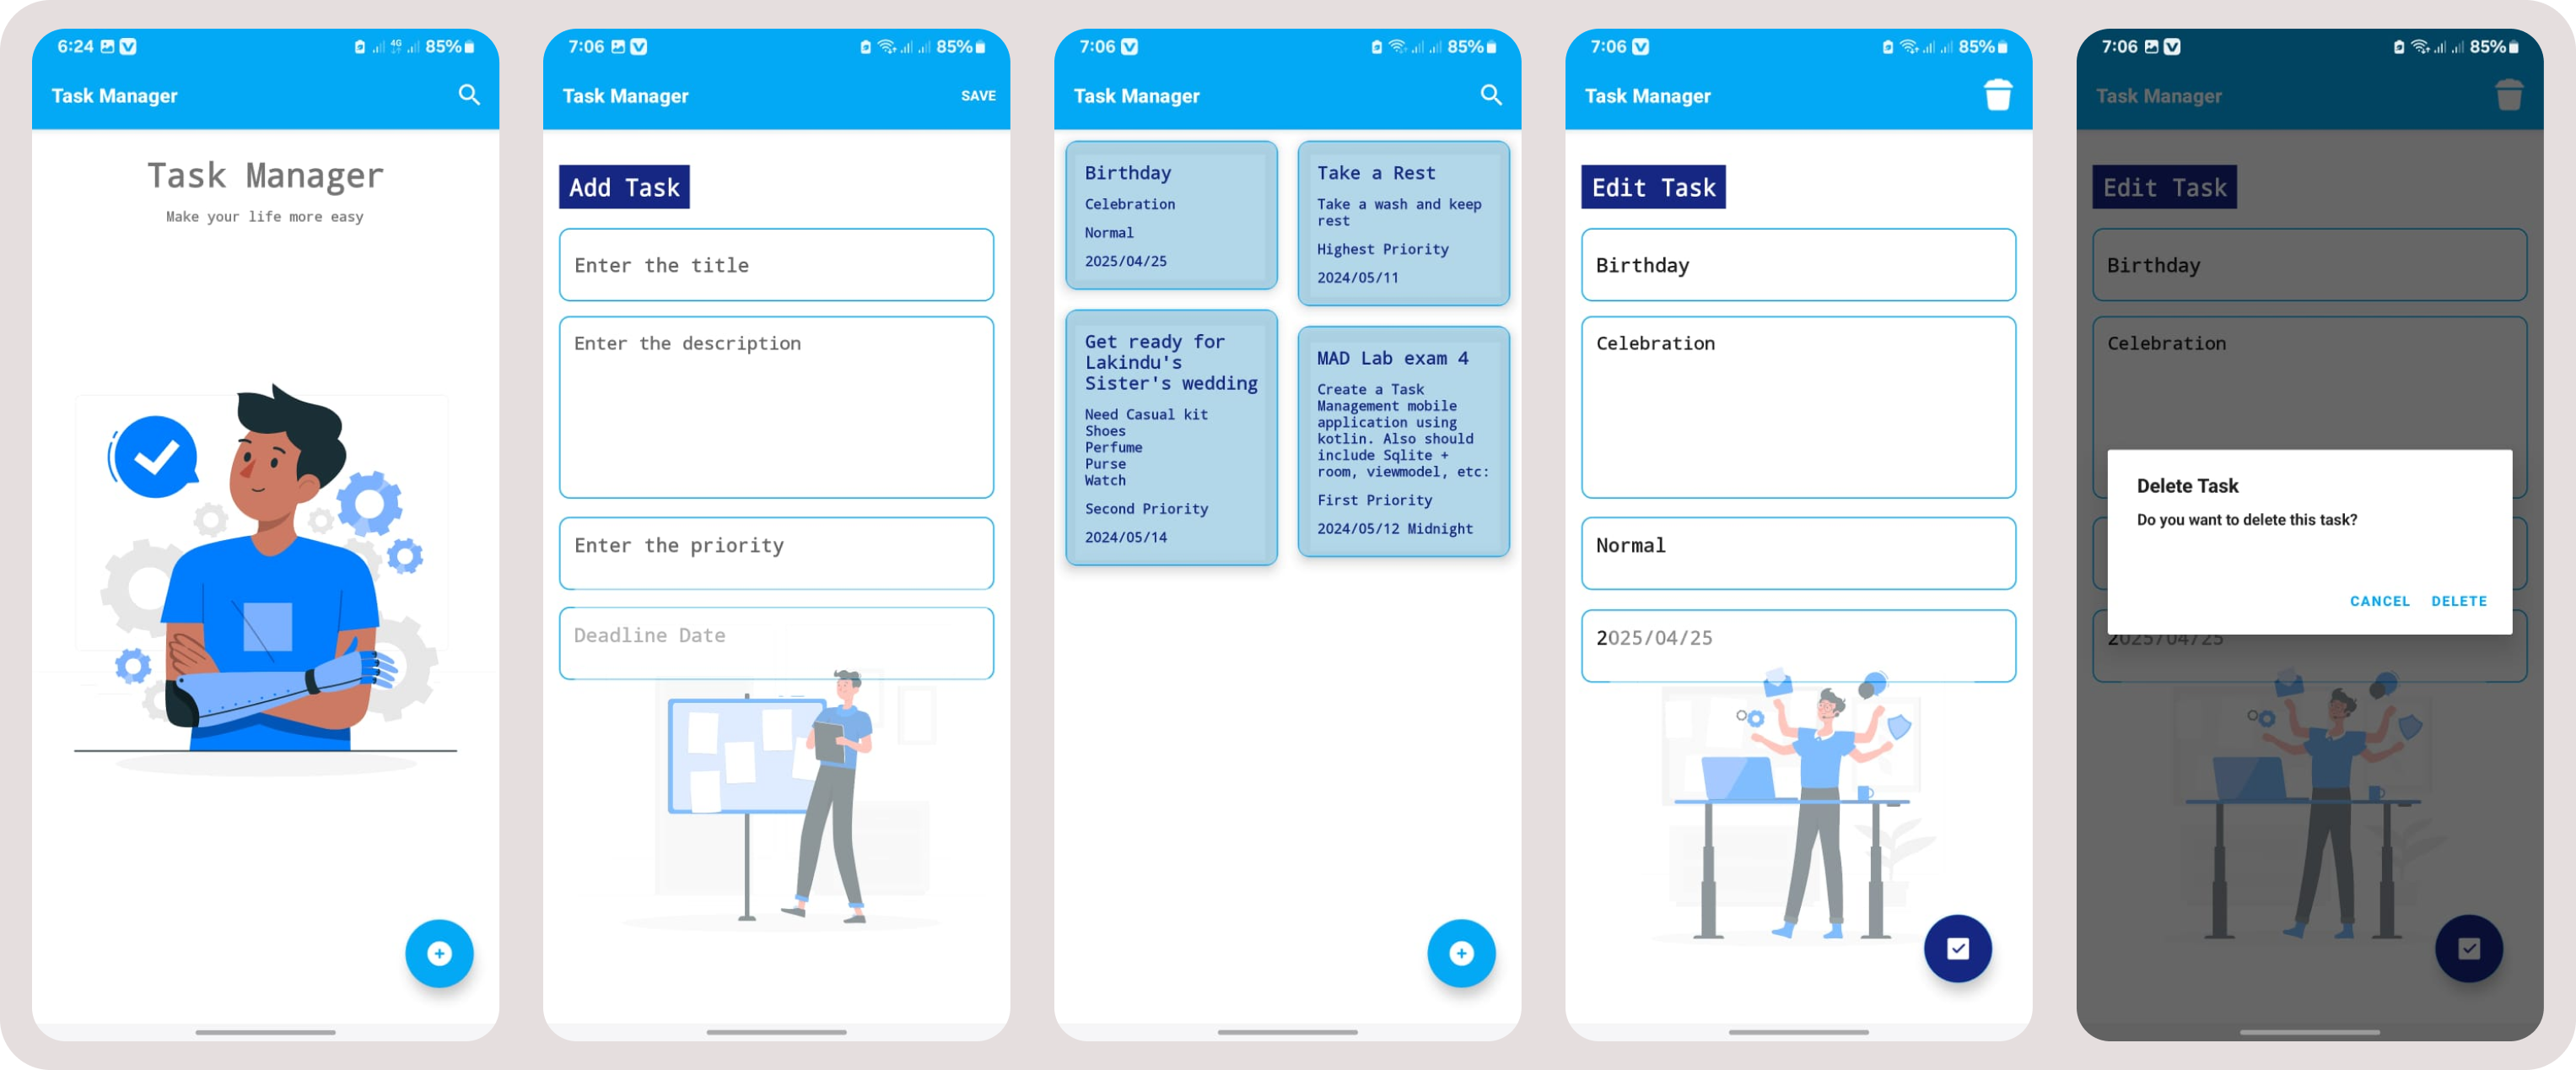 6:24
4G
85%
Task Manager
Task Manager
Make your life more easy
7:06
85%
Task Manager
SAVE
Add Task
Enter the title
Enter the description
Enter the priority
Deadline Date
7:06
85%
Task Manager
Birthday
Celebration
Normal
2025/04/25
Get ready for
Lakindu's
Sister's wedding
Need Casual kit
Shoes
Perfume
Purse
Watch
Second Priority
2024/05/14
Take a Rest
Take a wash and keep
rest
Highest Priority
2024/05/11
MAD Lab exam 4
Create a Task
Management mobile
application using
kotlin. Also should
include Sqlite +
room, viewmodel, etc:
First Priority
2024/05/12 Midnight
7:06
85%
Task Manager
Edit Task
Birthday
Celebration
Normal
2025/04/25
7:06
85%
Task Manager
Edit Task
Birthday
Celebration
Delete Task
Do you want to delete this task?
CANCEL DELETE
2025/04/25